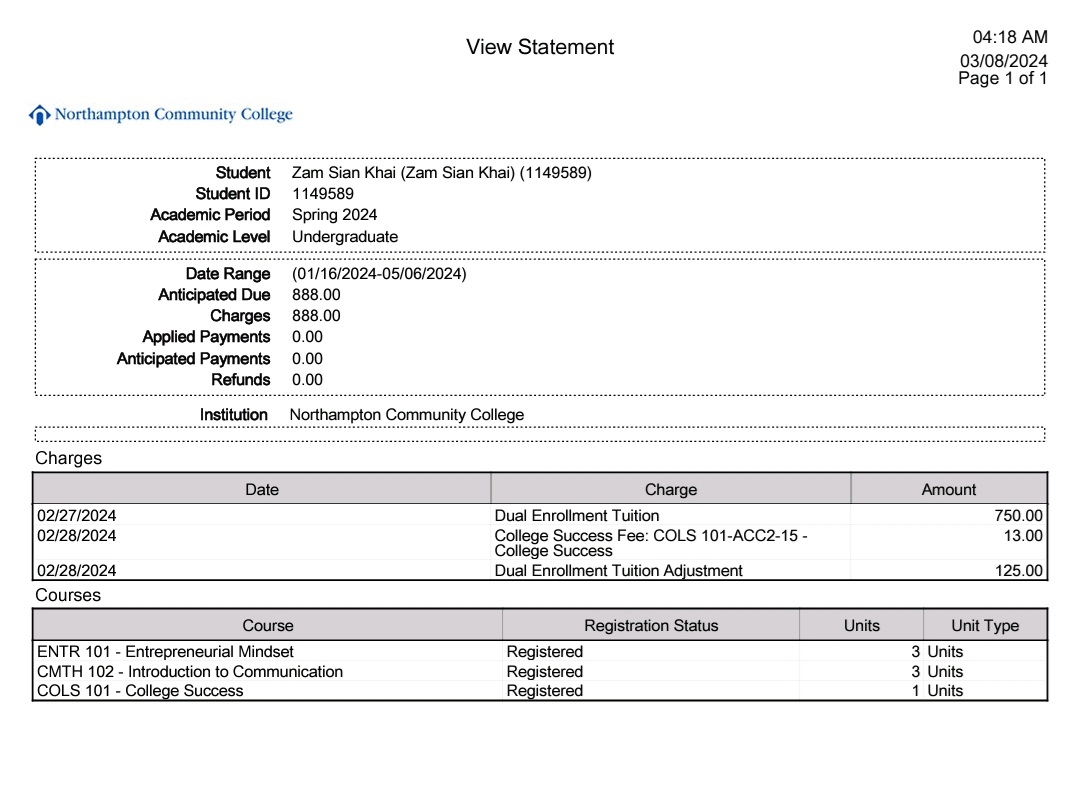 View Statement
04:18 AM
03/08/2024
Page 1 of 1
Northampton Community College
Student Zam Sian Khai (Zam Sian Khai) (1149589)
Student ID 1149589
Academic Period Spring 2024
Academic Level Undergraduate
Date Range (01/16/2024-05/06/2024)
Anticipated Due 888.00
Charges 888.00
Applied Payments 0.00
Anticipated Payments 0.00
Refunds 0.00
Institution Northampton Community College
Charges
Date Charge Amount
02/27/2024 Dual Enrollment Tuition 750.00
02/28/2024 College Success Fee: COLS 101-ACC2-15 - 13.00
College Success
02/28/2024 Dual Enrollment Tuition Adjustment 125.00
Courses
Course Registration Status Units Unit Type
ENTR 101 - Entrepreneurial Mindset Registered 3 Units
CMTH 102 - Introduction to Communication Registered 3 Units
COLS 101 - College Success Registered 1 Units